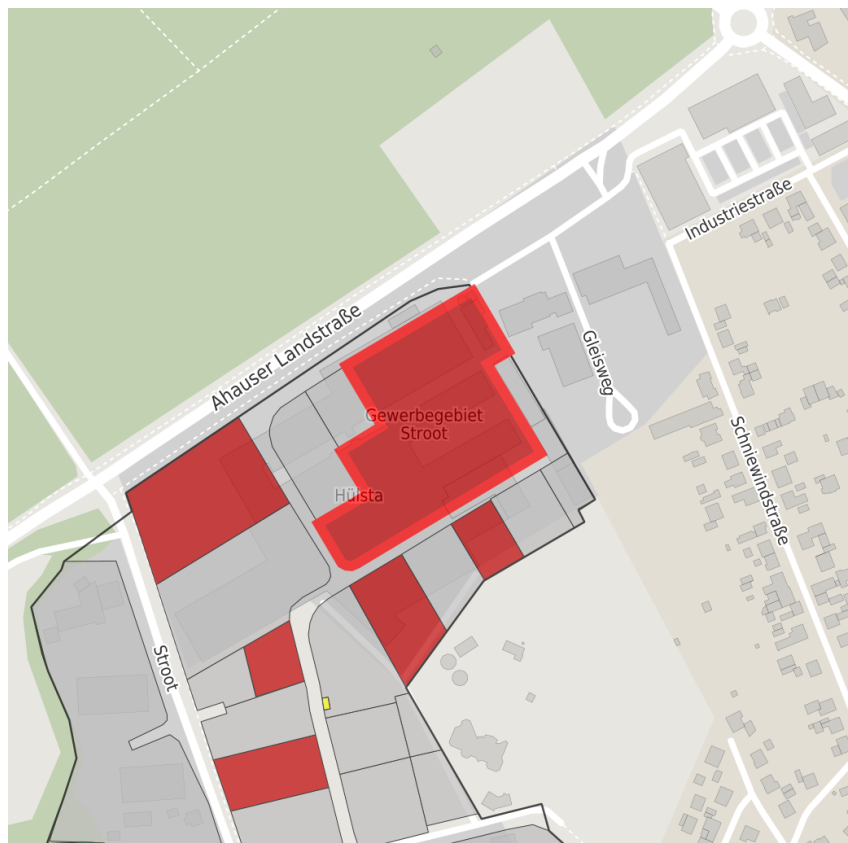 Industriestraße
Ahauser Landstraße
Gleisweg
Gewerbegebiet
Stroot
Schniewindstraße
Hülsta
Stroot